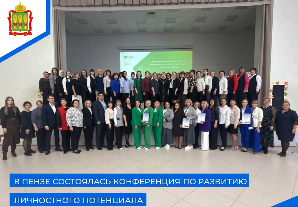 В ПЕНЗЕ СОСТОЯЛАСЬ КОНФЕРЕНЦИЯ ПО РАЗВИТИЮ
ЛИЧНОСТНОГО ПОТЕНЦИАЛА